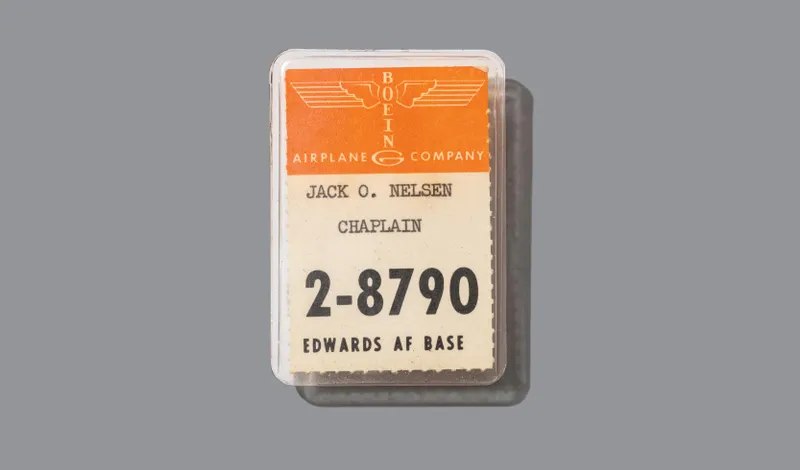 BOEING
AIRPLANE COMPANY
JACK O. NELSEN
CHAPLAIN
2-8790
EDWARDS AF BASE